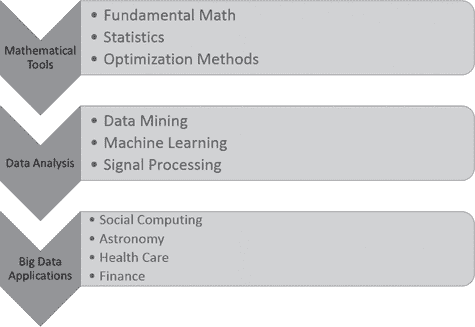 Mathematical
Tools
• Fundamental Math
• Statistics
• Optimization Methods
Data Analysis
• Data Mining
• Machine Learning
• Signal Processing
Big Data
Applications
• Social Computing
• Astronomy
• Health Care
• Finance